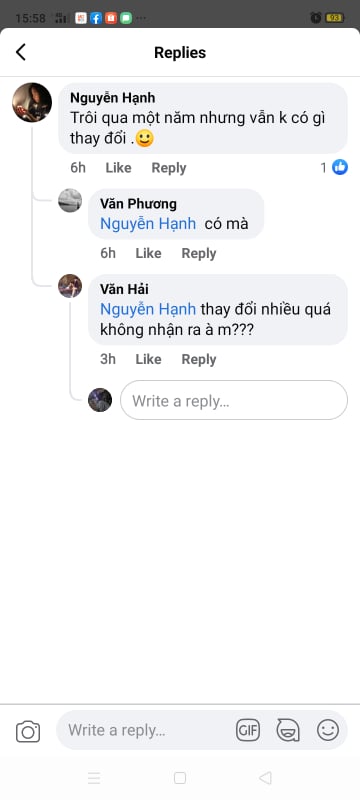 15:58
93
Replies
Nguyễn Hạnh
Trôi qua một năm nhưng vẫn k có gì
thay đổi .🙂
6h Like Reply 1
Văn Phương
Nguyễn Hạnh có mà
6h Like Reply
Văn Hải
Nguyễn Hạnh thay đổi nhiều quá
không nhận ra à m???
3h Like Reply
Write a reply...
Write a reply...
GIF